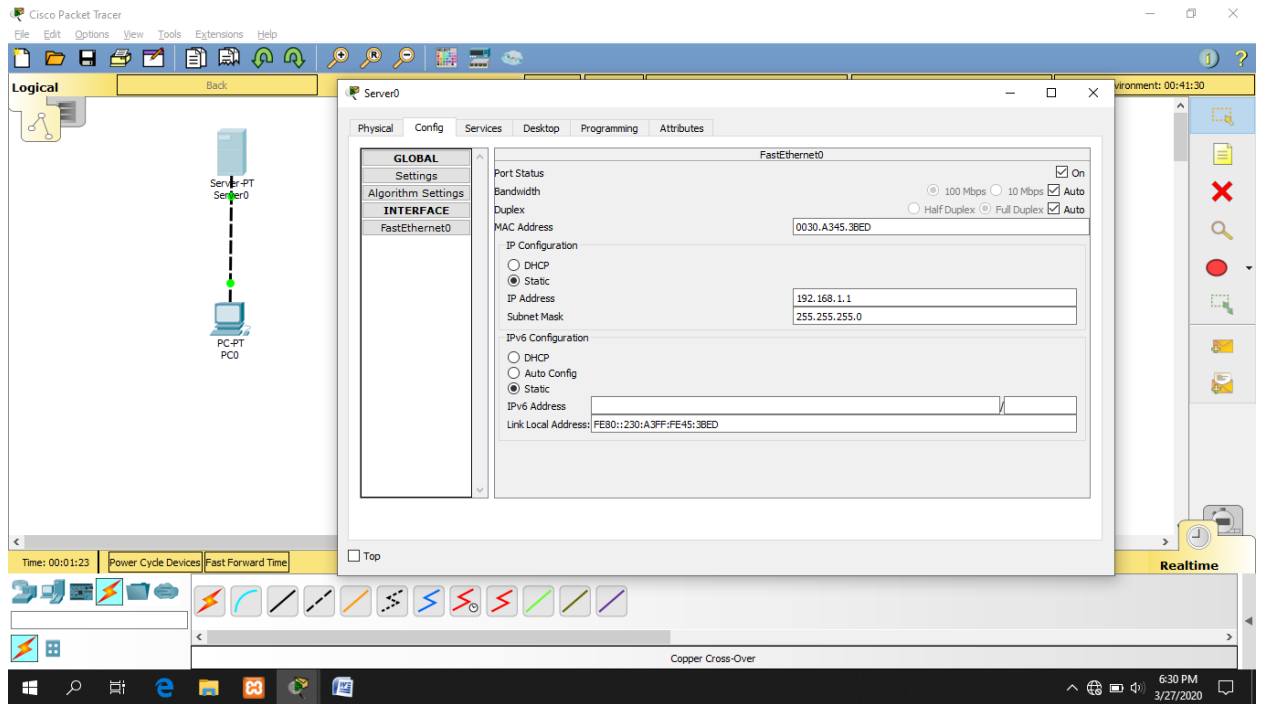 Cisco Packet Tracer
File Edit Options View Tools Extensions Help
Logical
Back
vironment: 00:41:30
Server-PT
Server0
PC-PT
PC0
Server0
Physical Config Services Desktop Programming Attributes
GLOBAL
Settings
Algorithm Settings
INTERFACE
FastEthernet0
FastEthernet0
Port Status On
Bandwidth 100 Mbps 10 Mbps Auto
Duplex Half Duplex Full Duplex Auto
MAC Address 0030.A345.3BED
IP Configuration
DHCP
Static
IP Address 192.168.1.1
Subnet Mask 255.255.255.0
IPv6 Configuration
DHCP
Auto Config
Static
IPv6 Address /
Link Local Address: FE80::230:A3FF:FE45:3BED
Top
Time: 00:01:23 Power Cycle Devices Fast Forward Time
Realtime
Copper Cross-Over
6:30 PM
3/27/2020